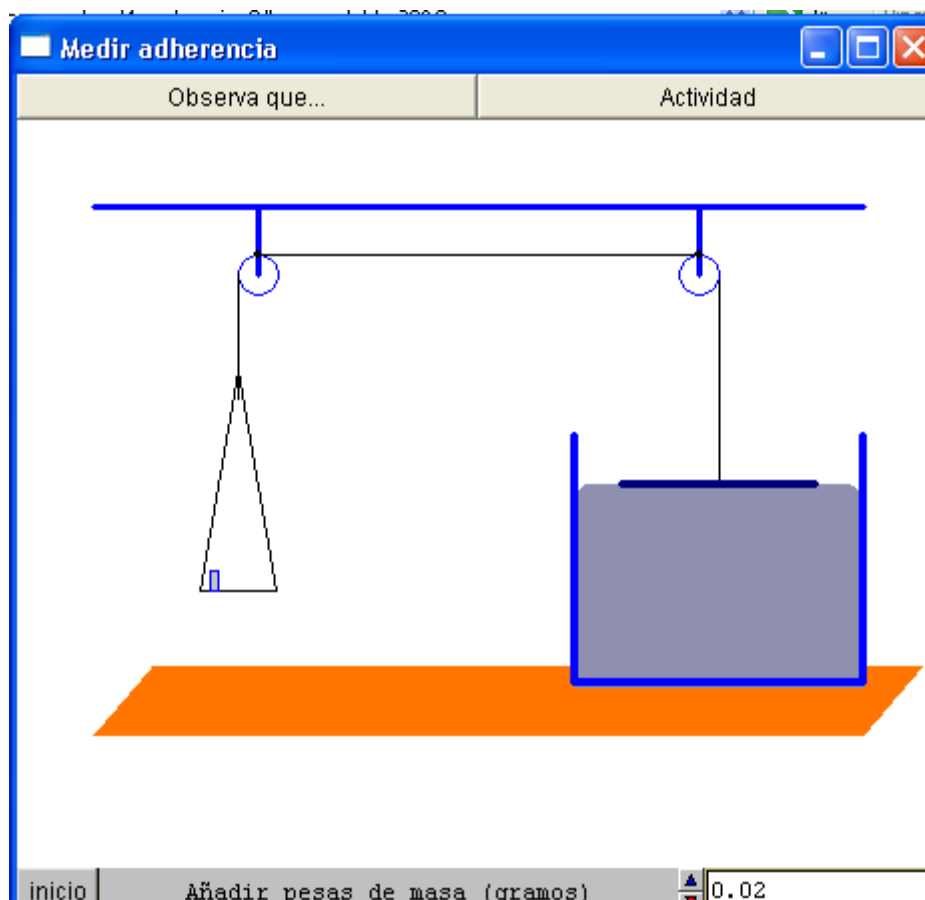 Medir adherencia
Observa que...
Actividad
inicio
Añadir pesas de masa (gramos)
0.02